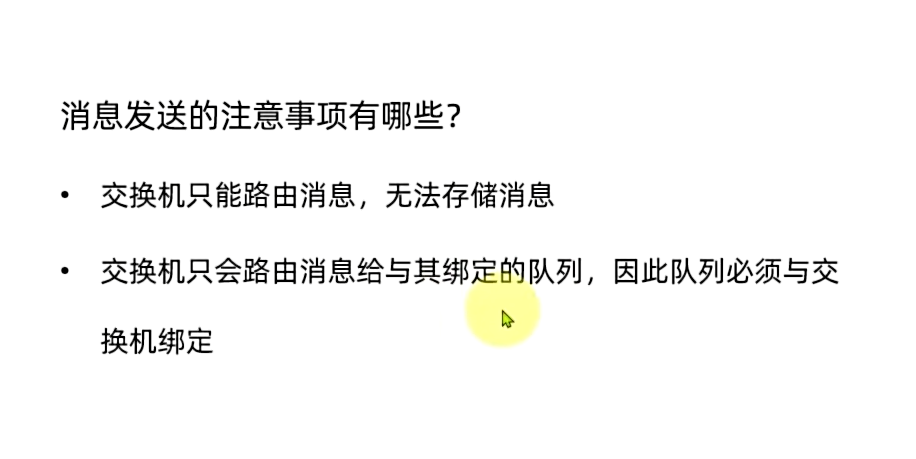 消息发送的注意事项有哪些？
• 交换机只能路由消息，无法存储消息
• 交换机只会路由消息给与其绑定的队列，因此队列必须与交
换机绑定